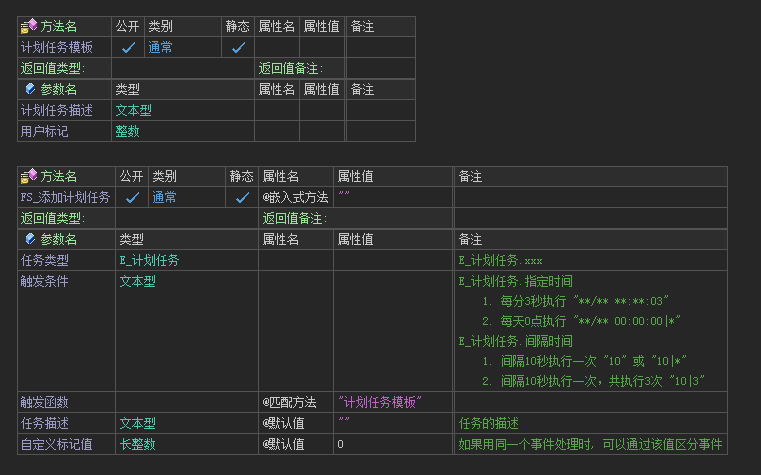 方法名 公开 类别 静态 属性名 属性值 备注
计划任务模板 通常
返回值类型: 返回值备注:
参数名 类型 属性名 属性值 备注
计划任务描述 文本型
用户标记 整数
方法名 公开 类别 静态 属性名 属性值 备注
FS_添加计划任务 通常 @嵌入式方法 ""
返回值类型: 返回值备注:
参数名 类型 属性名 属性值 备注
任务类型 E_计划任务 E_计划任务.xxx
触发条件 文本型 E_计划任务.指定时间
1. 每分3秒执行 "**/** **:**:03"
2. 每天0点执行 "**/** 00:00:00|*"
E_计划任务.间隔时间
1. 间隔10秒执行一次 "10" 或 "10|*"
2. 间隔10秒执行一次, 共执行3次 "10|3"
触发函数 @匹配方法 "计划任务模板"
任务描述 文本型 @默认值 "" 任务的描述
自定义标记值 长整数 @默认值 0 如果用同一个事件处理时, 可以通过该值区分事件